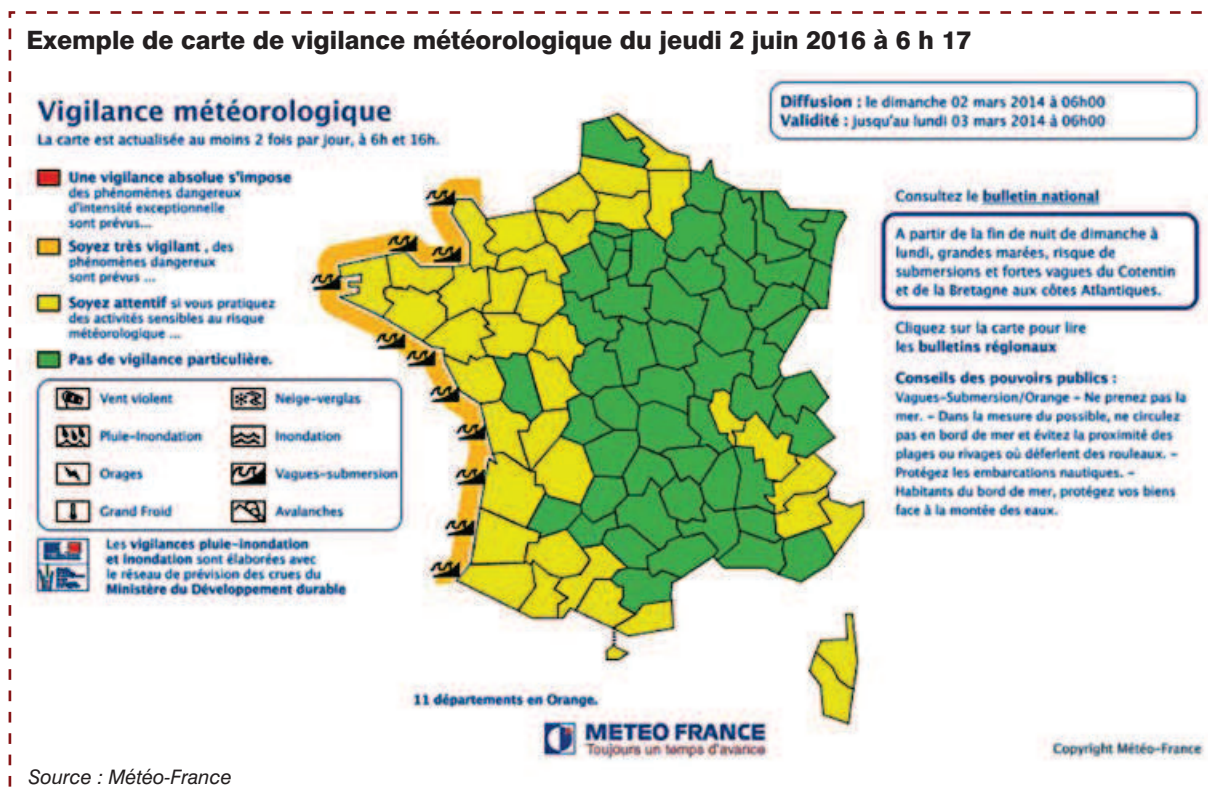 Exemple de carte de vigilance météorologique du jeudi 2 juin 2016 à 6 h 17
Vigilance météorologique
La carte est actualisée au moins 2 fois par jour, à 6h et 16h.
Diffusion : le dimanche 02 mars 2014 à 06h00
Validité : jusqu'au lundi 03 mars 2014 à 06h00
Une vigilance absolue s'impose
des phénomènes dangereux
d'intensité exceptionnelle
sont prévus...
Soyez très vigilant , des
phénomènes dangereux
sont prévus ...
Soyez attentif si vous pratiquez
des activités sensibles au risque
météorologique ...
Pas de vigilance particulière.
Vent violent
Neige-verglas
Pluie-Inondation
Inondation
Orages
Vagues-submersion
Grand Froid
Avalanches
Les vigilances pluie-inondation
et inondation sont élaborées avec
le réseau de prévision des crues du
Ministère du Développement durable
Consultez le bulletin national
A partir de la fin de nuit de dimanche à
lundi, grandes marées, risque de
submersions et fortes vagues du Cotentin
et de la Bretagne aux côtes Atlantiques.
Cliquez sur la carte pour lire
les bulletins régionaux
Conseils des pouvoirs publics :
Vagues-Submersion/Orange - Ne prenez pas la
mer. - Dans la mesure du possible, ne circulez
pas en bord de mer et évitez la proximité des
plages ou rivages où déferlent des rouleaux. -
Protégez les embarcations nautiques. -
Habitants du bord de mer, protégez vos biens
face à la montée des eaux.
11 départements en Orange.
METEO FRANCE
Toujours un temps d'avance
Copyright Météo-France
Source : Météo-France